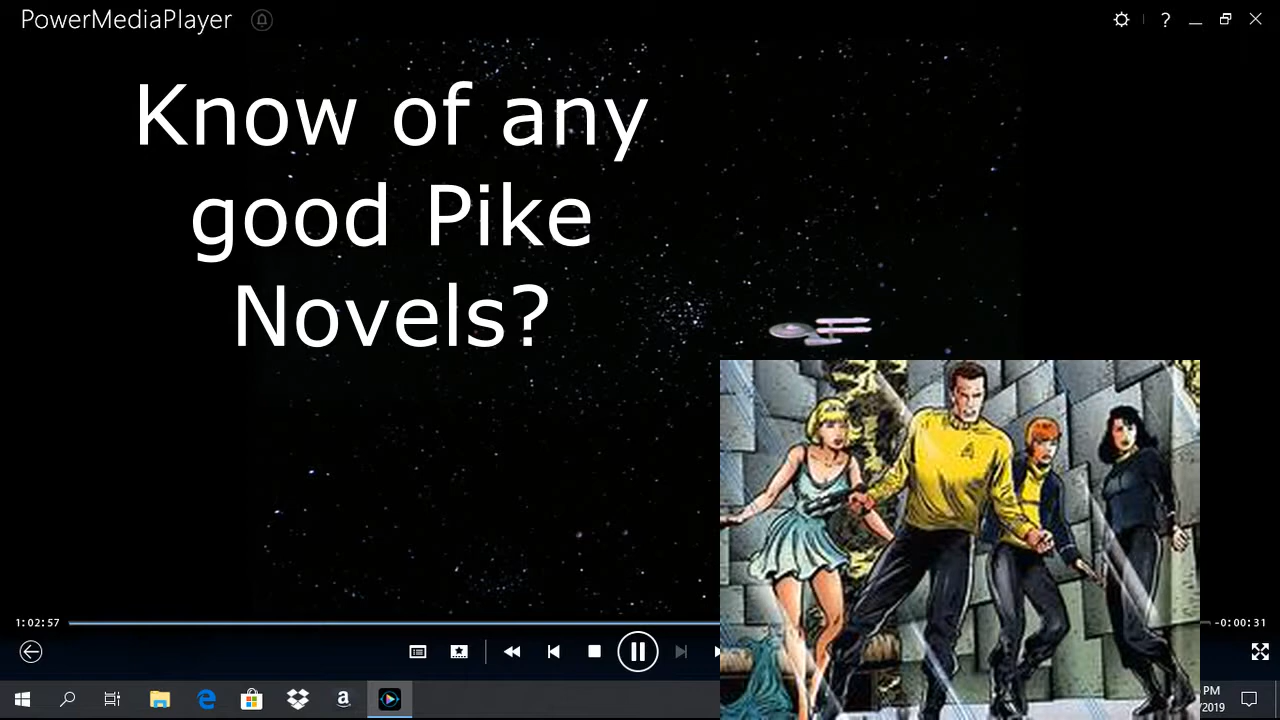 PowerMediaPlayer
Know of any
good Pike
Novels?
1:02:57
-0:00:31
PM
/2019